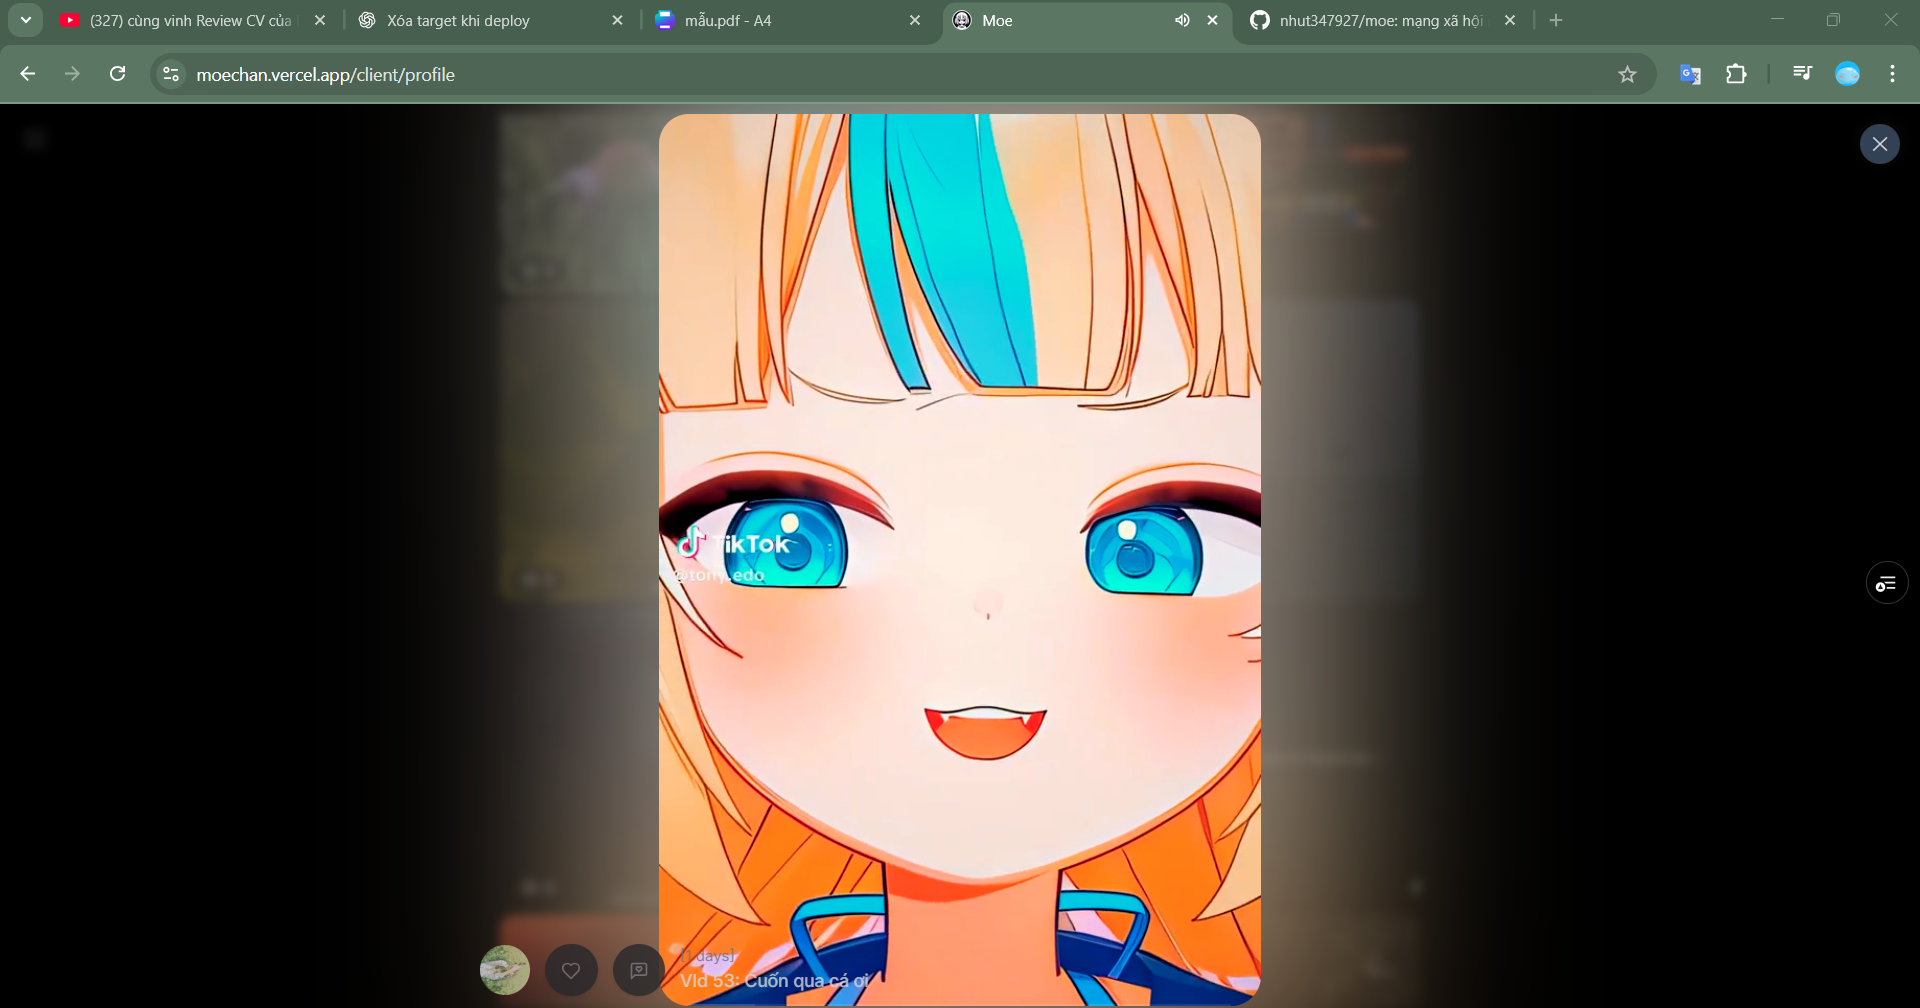 (327) cùng vinh Review CV của
Xóa target khi deploy
mẫu.pdf - A4
Moe
nhut347927/moe: mạng xã hội
moechan.vercel.app/client/profile
TikTok
@tony.edo
[1 days]
Vid 53: Cuốn qua cá ơi